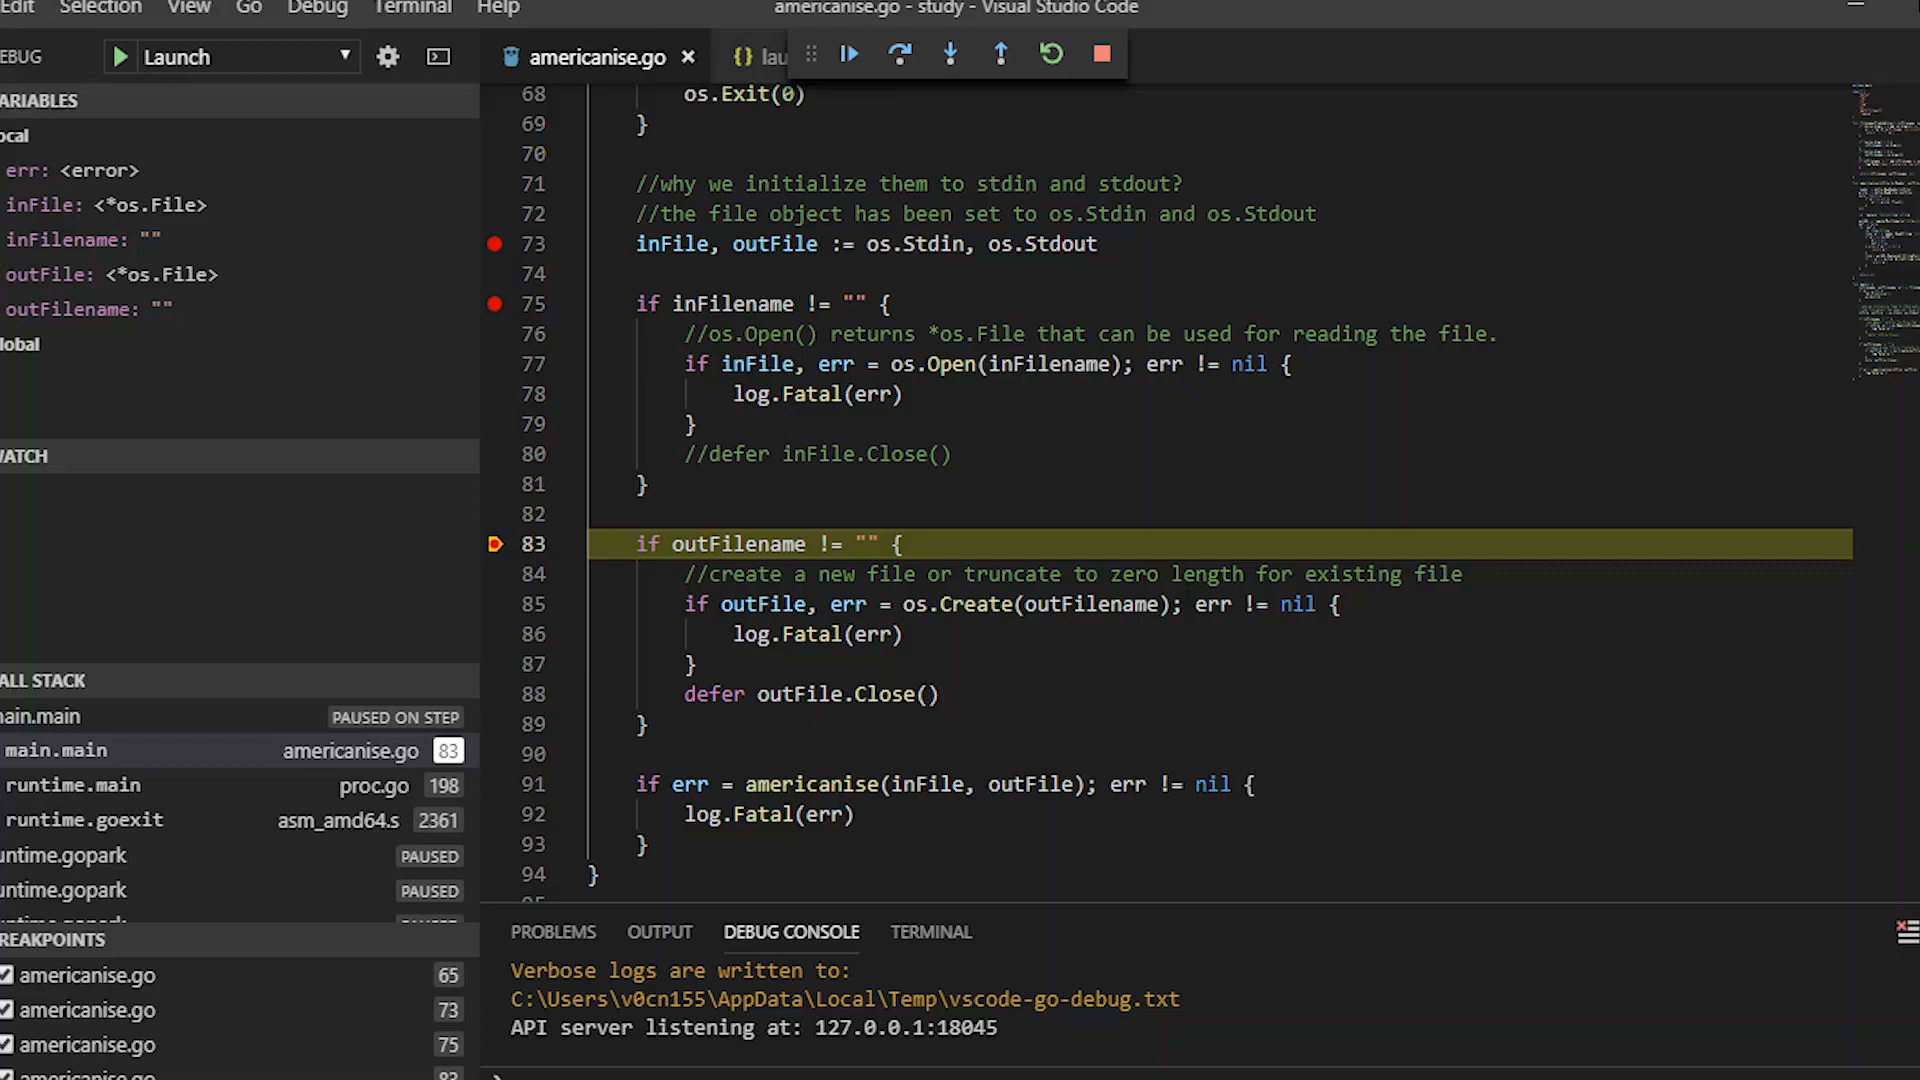 Edit Selection View Go Debug Terminal Help
americanise.go - study - Visual Studio Code
EBUG
Launch
americanise.go
{} lau
ARIABLES
ocal
err: <error>
inFile: <*os.File>
inFilename: ""
outFile: <*os.File>
outFilename: ""
lobal
WATCH
ALL STACK
main.main PAUSED ON STEP
main.main americanise.go 83
runtime.main proc.go 198
runtime.goexit asm_amd64.s 2361
untime.gopark PAUSED
untime.gopark PAUSED
REAKPOINTS
americanise.go 65
americanise.go 73
americanise.go 75
americanise.go 83
68 os.Exit(0)
69 }
70
71 //why we initialize them to stdin and stdout?
72 //the file object has been set to os.Stdin and os.Stdout
73 inFile, outFile := os.Stdin, os.Stdout
74
75 if inFilename != "" {
76 //os.Open() returns *os.File that can be used for reading the file.
77 if inFile, err = os.Open(inFilename); err != nil {
78 log.Fatal(err)
79 }
80 //defer inFile.Close()
81 }
82
83 if outFilename != "" {
84 //create a new file or truncate to zero length for existing file
85 if outFile, err = os.Create(outFilename); err != nil {
86 log.Fatal(err)
87 }
88 defer outFile.Close()
89 }
90
91 if err = americanise(inFile, outFile); err != nil {
92 log.Fatal(err)
93 }
94 }
PROBLEMS OUTPUT DEBUG CONSOLE TERMINAL
Verbose logs are written to:
C:\Users\v0cn155\AppData\Local\Temp\vscode-go-debug.txt
API server listening at: 127.0.0.1:18045